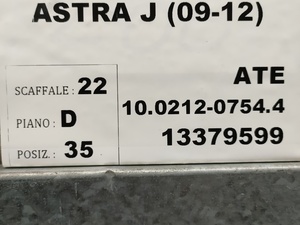 ASTRA J (09-12)
SCAFFALE : 22
PIANO : D
POSIZ. : 35
ATE
10.0212-0754.4
13379599